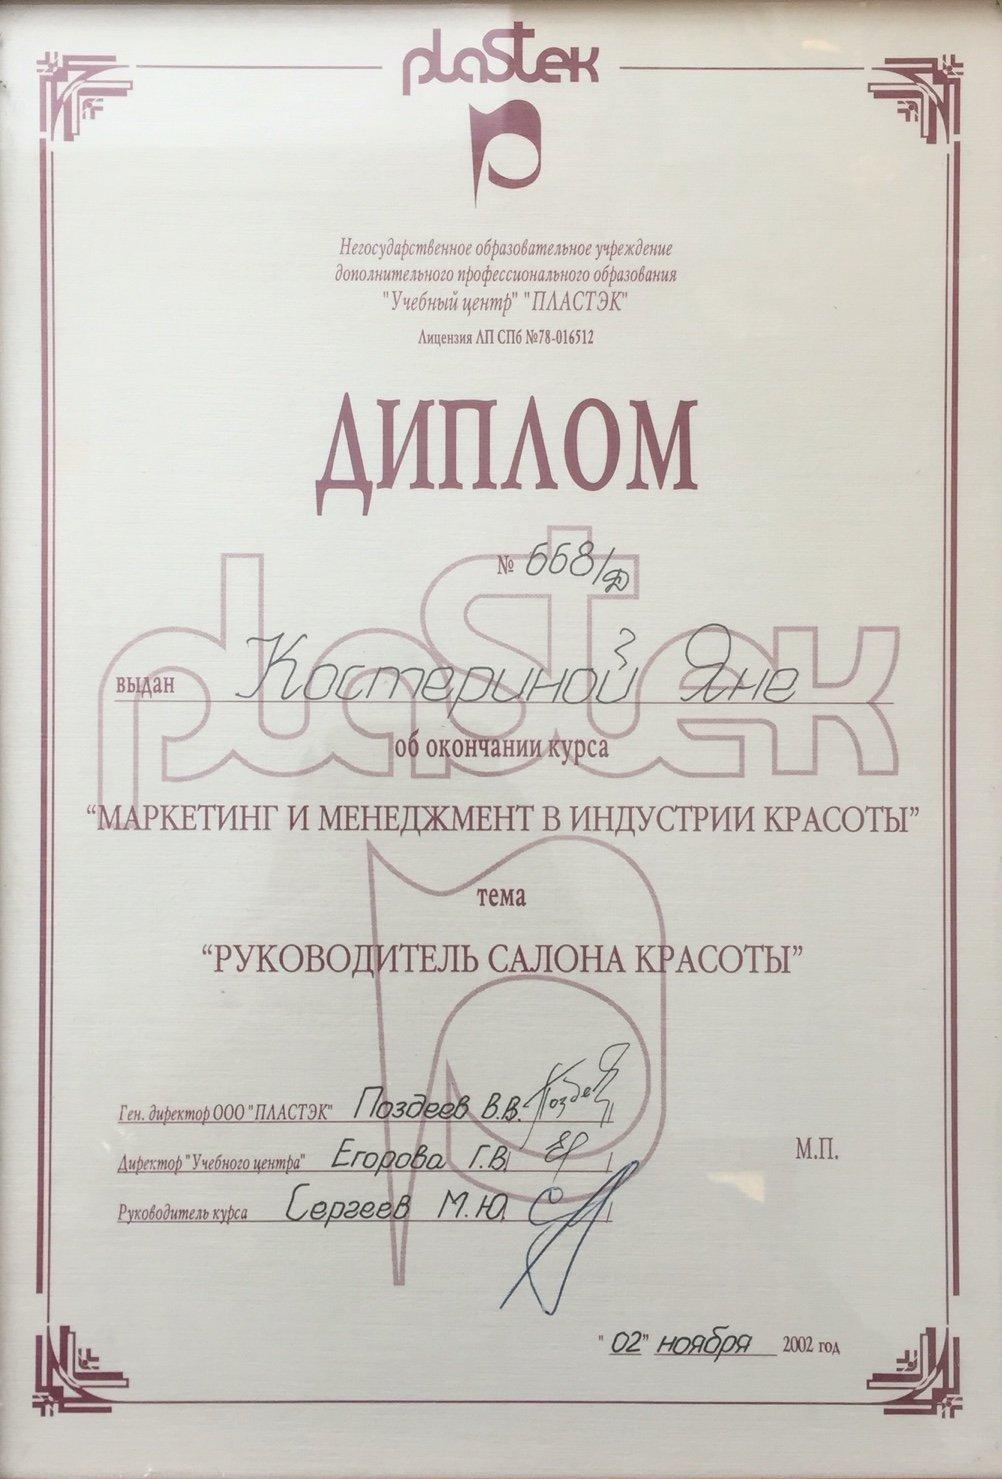 plastek
Негосударственное образовательное учреждение
дополнительного профессионального образования
"Учебный центр" "ПЛАСТЭК"
Лицензия ЛП СПб №78-016512
ДИПЛОМ
№ 668/Д
plastek
выдан Костериной Яне
об окончании курса
“МАРКЕТИНГ И МЕНЕДЖМЕНТ В ИНДУСТРИИ КРАСОТЫ”
тема
“РУКОВОДИТЕЛЬ САЛОНА КРАСОТЫ”
Ген. директор ООО "ПЛАСТЭК" Поздеев В.В.
Директор "Учебного центра" Егорова Г.В.
М.П.
Руководитель курса Сергеев М.Ю.
"02" ноября 2002 год